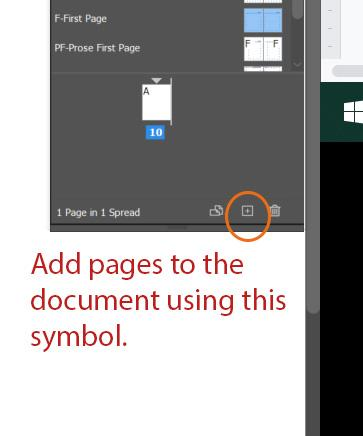 F-First Page
PF-Prose First Page
F F
A
10
1 Page in 1 Spread
Add pages to the
document using this
symbol.